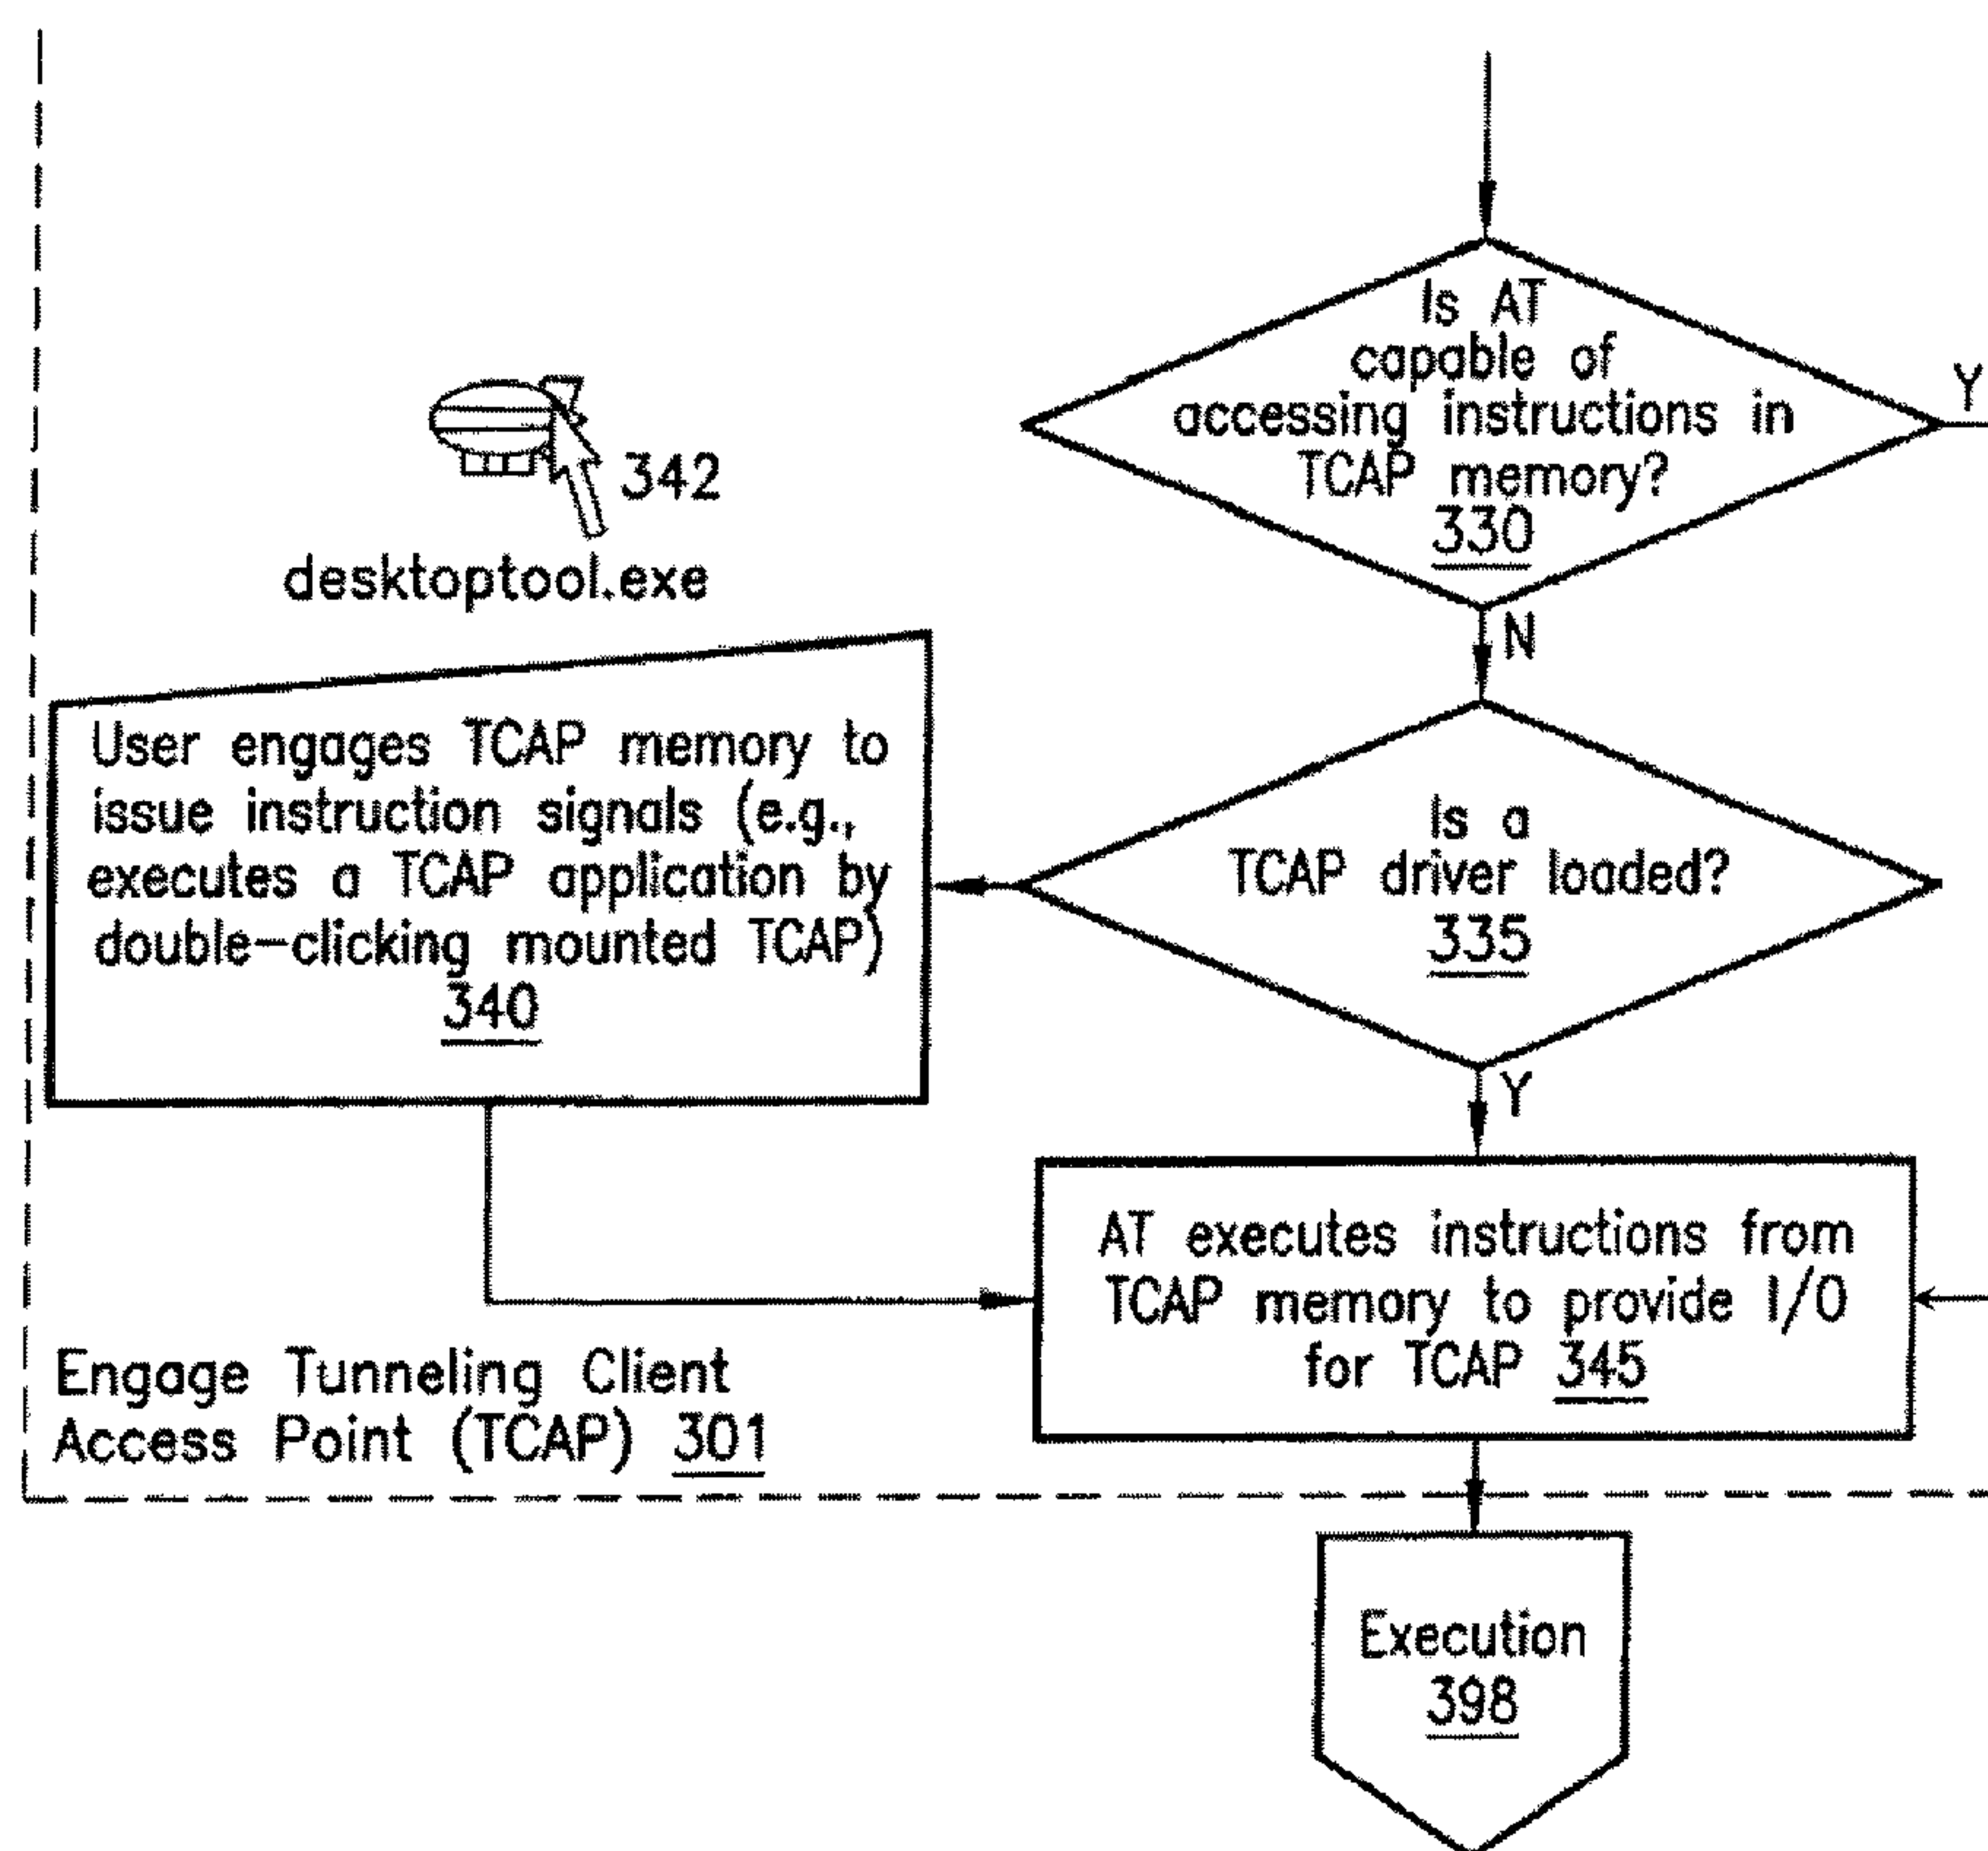 Is AT
capable of
accessing instructions in
TCAP memory?
330
Y
N
342
desktoptool.exe
User engages TCAP memory to
issue instruction signals (e.g.,
executes a TCAP application by
double-clicking mounted TCAP)
340
Is a
TCAP driver loaded?
335
Y
AT executes instructions from
TCAP memory to provide I/O
for TCAP 345
Engage Tunneling Client
Access Point (TCAP) 301
Execution
398